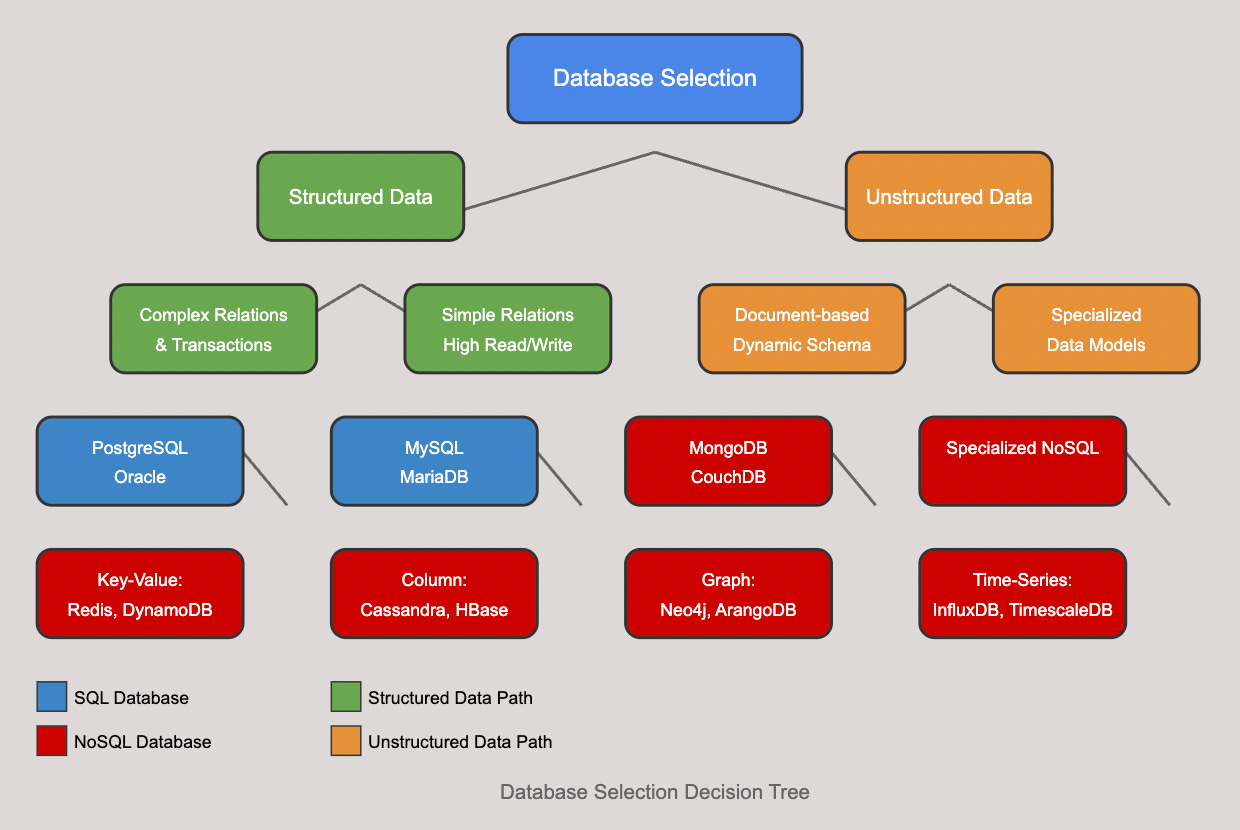 Database Selection
Structured Data
Unstructured Data
Complex Relations
& Transactions
Simple Relations
High Read/Write
Document-based
Dynamic Schema
Specialized
Data Models
PostgreSQL
Oracle
MySQL
MariaDB
MongoDB
CouchDB
Specialized NoSQL
Key-Value:
Redis, DynamoDB
Column:
Cassandra, HBase
Graph:
Neo4j, ArangoDB
Time-Series:
InfluxDB, TimescaleDB
SQL Database
Structured Data Path
NoSQL Database
Unstructured Data Path
Database Selection Decision Tree